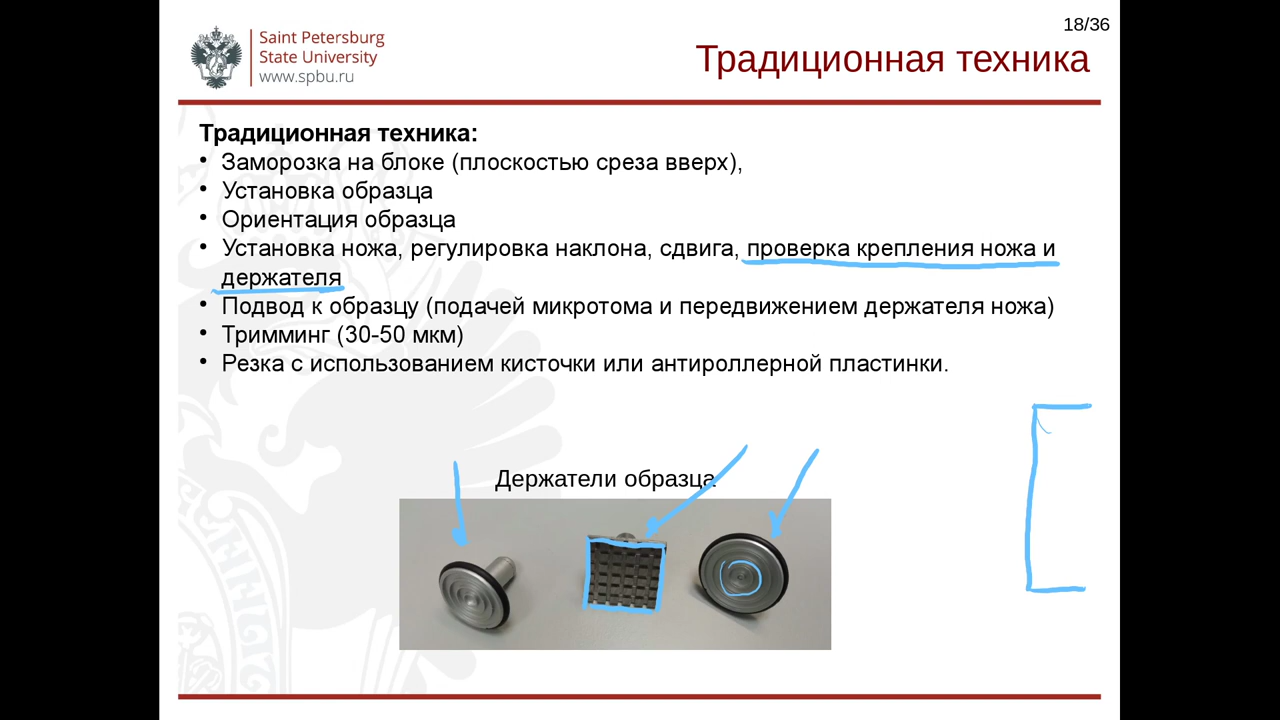 18/36
Saint Petersburg
State University
www.spbu.ru
Традиционная техника
Традиционная техника:
• Заморозка на блоке (плоскостью среза вверх),
• Установка образца
• Ориентация образца
• Установка ножа, регулировка наклона, сдвига, проверка крепления ножа и
держателя
• Подвод к образцу (подачей микротома и передвижением держателя ножа)
• Тримминг (30-50 мкм)
• Резка с использованием кисточки или антироллерной пластинки.
Держатели образца